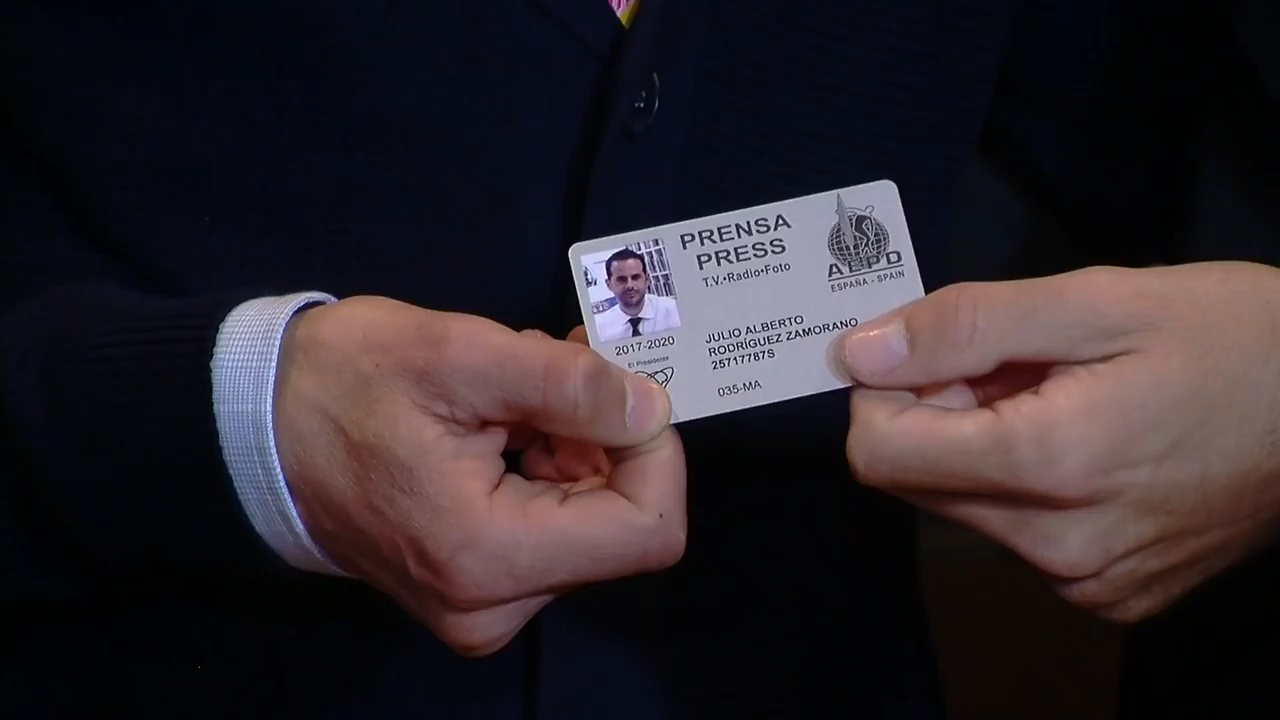 PRENSA
PRESS
T.V.•Radio•Foto
AEPD
ESPAÑA - SPAIN
2017-2020
El Presidente
JULIO ALBERTO
RODRÍGUEZ ZAMORANO
25717787S
035-MA